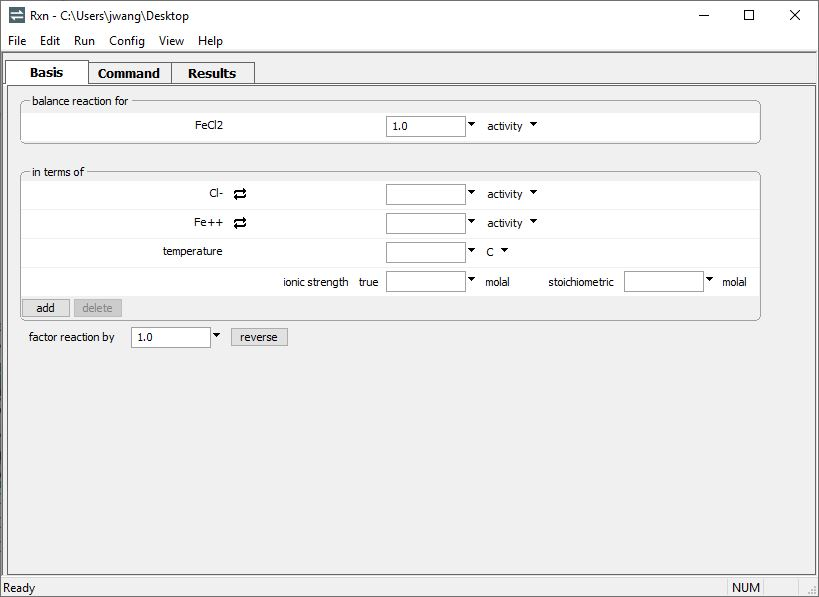 Rxn - C:\Users\jwang\Desktop
File Edit Run Config View Help
Basis Command Results
balance reaction for
FeCl2 1.0 activity
in terms of
Cl- activity
Fe++ activity
temperature C
ionic strength true molal stoichiometric molal
add delete
factor reaction by 1.0 reverse
Ready NUM